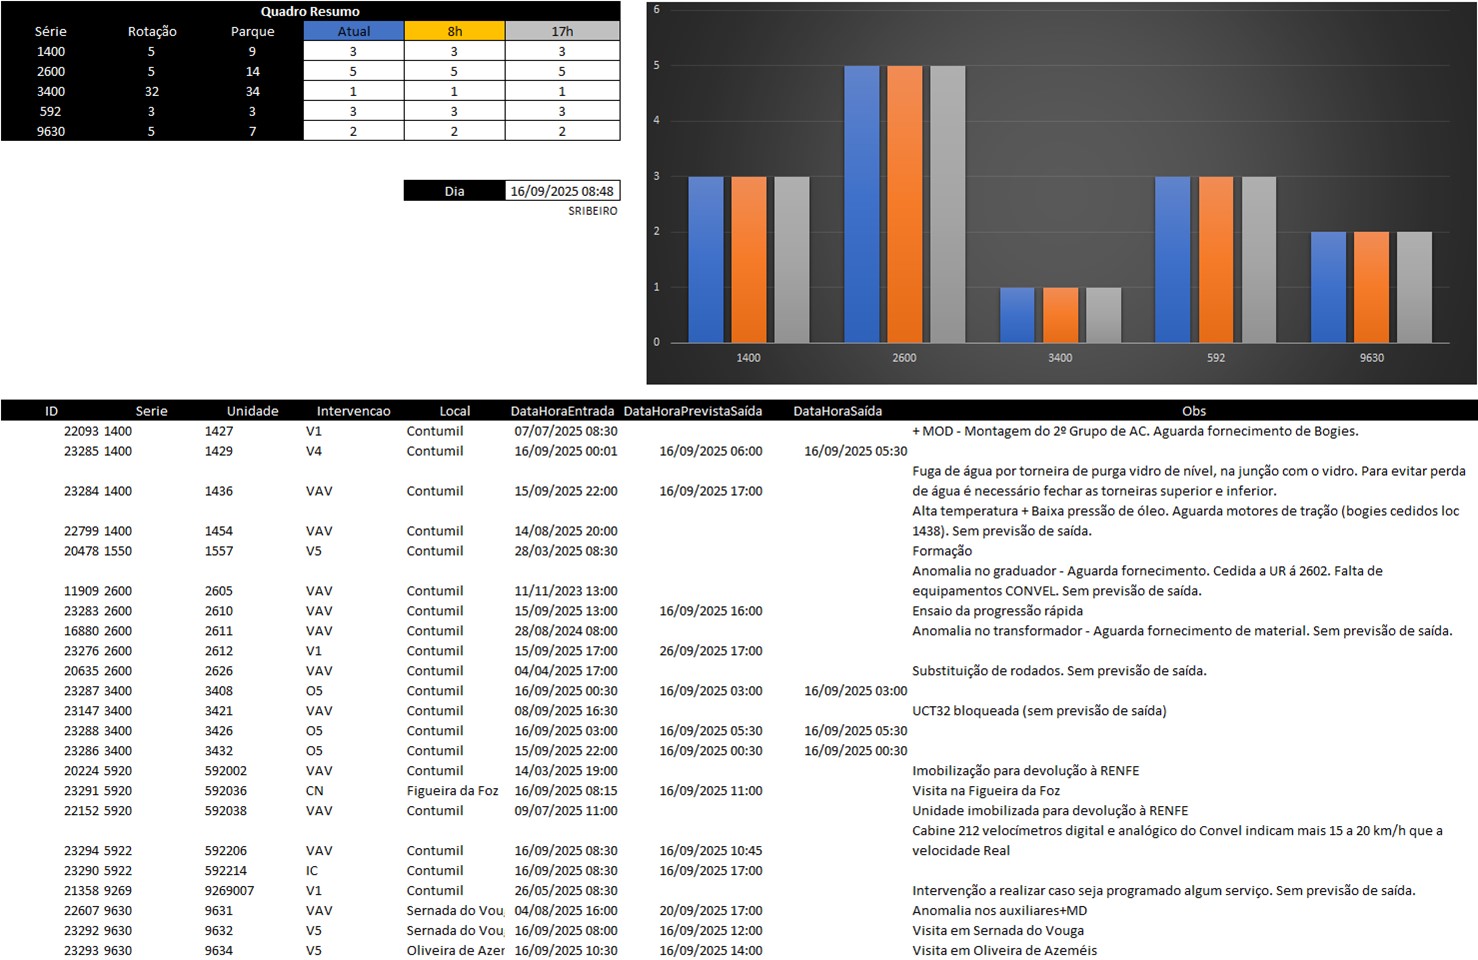 Quadro Resumo
Série Rotação Parque Atual 8h 17h
1400 5 9 3 3 3
2600 5 14 5 5 5
3400 32 34 1 1 1
592 3 3 3 3 3
9630 5 7 2 2 2
Dia 16/09/2025 08:48
SRIBEIRO
6
5
4
3
2
1
0
1400 2600 3400 592 9630
ID Serie Unidade Intervencao Local DataHoraEntrada DataHoraPrevistaSaída DataHoraSaída Obs
22093 1400 1427 V1 Contumil 07/07/2025 08:30 + MOD - Montagem do 2º Grupo de AC. Aguarda fornecimento de Bogies.
23285 1400 1429 V4 Contumil 16/09/2025 00:01 16/09/2025 06:00 16/09/2025 05:30
Fuga de água por torneira de purga vidro de nível, na junção com o vidro. Para evitar perda
23284 1400 1436 VAV Contumil 15/09/2025 22:00 16/09/2025 17:00 de água é necessário fechar as torneiras superior e inferior.
Alta temperatura + Baixa pressão de óleo. Aguarda motores de tração (bogies cedidos loc
22799 1400 1454 VAV Contumil 14/08/2025 20:00 1438). Sem previsão de saída.
20478 1550 1557 V5 Contumil 28/03/2025 08:30 Formação
Anomalia no graduador - Aguarda fornecimento. Cedida a UR á 2602. Falta de
11909 2600 2605 VAV Contumil 11/11/2023 13:00 equipamentos CONVEL. Sem previsão de saída.
23283 2600 2610 VAV Contumil 15/09/2025 13:00 16/09/2025 16:00 Ensaio da progressão rápida
16880 2600 2611 VAV Contumil 28/08/2024 08:00 Anomalia no transformador - Aguarda fornecimento de material. Sem previsão de saída.
23276 2600 2612 V1 Contumil 15/09/2025 17:00 26/09/2025 17:00
20635 2600 2626 VAV Contumil 04/04/2025 17:00 Substituição de rodados. Sem previsão de saída.
23287 3400 3408 O5 Contumil 16/09/2025 00:30 16/09/2025 03:00 16/09/2025 03:00
23147 3400 3421 VAV Contumil 08/09/2025 16:30 UCT32 bloqueada (sem previsão de saída)
23288 3400 3426 O5 Contumil 16/09/2025 03:00 16/09/2025 05:30 16/09/2025 05:30
23286 3400 3432 O5 Contumil 15/09/2025 22:00 16/09/2025 00:30 16/09/2025 00:30
20224 5920 592002 VAV Contumil 14/03/2025 19:00 Imobilização para devolução à RENFE
23291 5920 592036 CN Figueira da Foz 16/09/2025 08:15 16/09/2025 11:00 Visita na Figueira da Foz
22152 5920 592038 VAV Contumil 09/07/2025 11:00 Unidade imobilizada para devolução à RENFE
Cabine 212 velocímetros digital e analógico do Convel indicam mais 15 a 20 km/h que a
23294 5922 592206 VAV Contumil 16/09/2025 08:30 16/09/2025 10:45 velocidade Real
23290 5922 592214 IC Contumil 16/09/2025 08:30 16/09/2025 17:00
21358 9269 9269007 V1 Contumil 26/05/2025 08:30 Intervenção a realizar caso seja programado algum serviço. Sem previsão de saída.
22607 9630 9631 VAV Sernada do Vou 04/08/2025 16:00 20/09/2025 17:00 Anomalia nos auxiliares+MD
23292 9630 9632 V5 Sernada do Vou 16/09/2025 08:00 16/09/2025 12:00 Visita em Sernada do Vouga
23293 9630 9634 V5 Oliveira de Azer 16/09/2025 10:30 16/09/2025 14:00 Visita em Oliveira de Azeméis